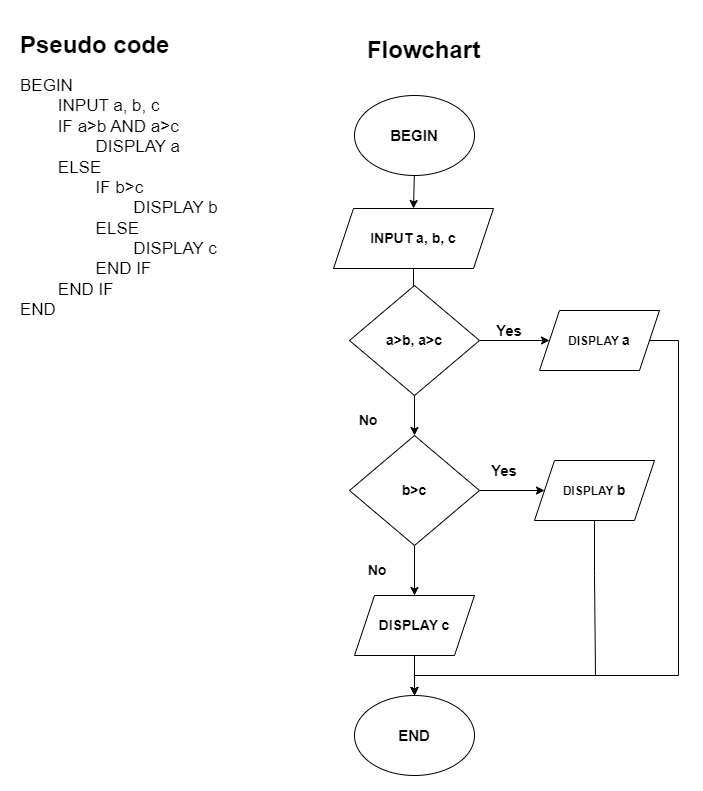 Pseudo code
BEGIN
INPUT a, b, c
IF a>b AND a>c
DISPLAY a
ELSE
IF b>c
DISPLAY b
ELSE
DISPLAY c
END IF
END IF
END
Flowchart
BEGIN
INPUT a, b, c
a>b, a>c
Yes
DISPLAY a
No
b>c
Yes
DISPLAY b
No
DISPLAY c
END